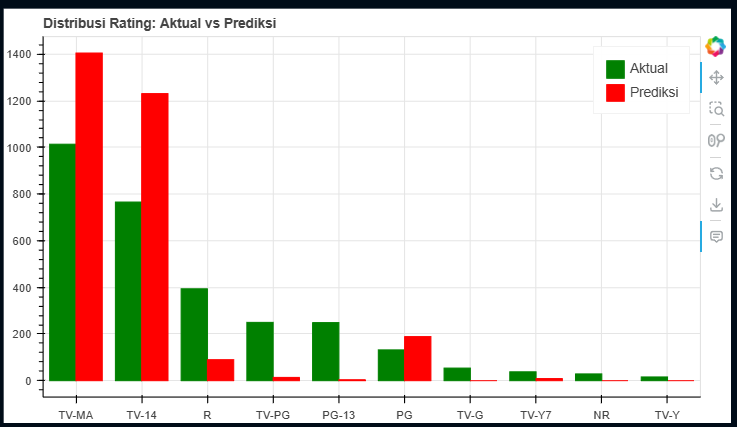 Distribusi Rating: Aktual vs Prediksi
Aktual
Prediksi
1400
1200
1000
800
600
400
200
0
TV-MA TV-14 R TV-PG PG-13 PG TV-G TV-Y7 NR TV-Y